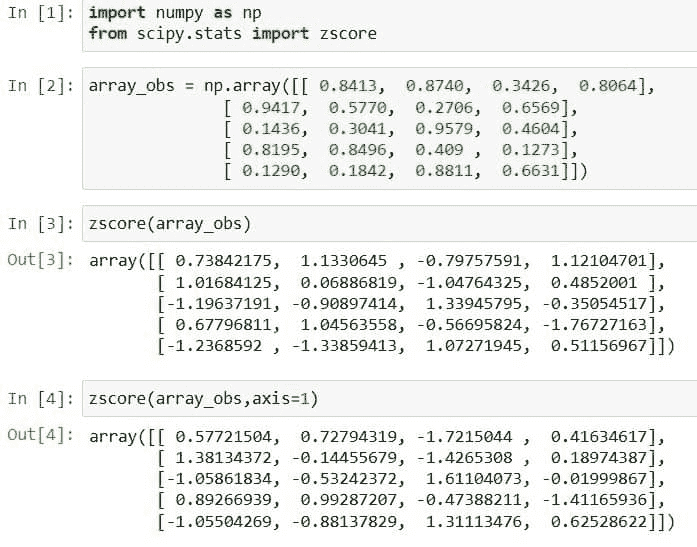 In [1]: import numpy as np
from scipy.stats import zscore
In [2]: array_obs = np.array([[ 0.8413, 0.8740, 0.3426, 0.8064],
[ 0.9417, 0.5770, 0.2706, 0.6569],
[ 0.1436, 0.3041, 0.9579, 0.4604],
[ 0.8195, 0.8496, 0.409 , 0.1273],
[ 0.1290, 0.1842, 0.8811, 0.6631]])
In [3]: zscore(array_obs)
Out[3]: array([[ 0.73842175, 1.1330645 , -0.79757591, 1.12104701],
[ 1.01684125, 0.06886819, -1.04764325, 0.4852001 ],
[-1.19637191, -0.90897414, 1.33945795, -0.35054517],
[ 0.67796811, 1.04563558, -0.56695824, -1.76727163],
[-1.2368592 , -1.33859413, 1.07271945, 0.51156967]])
In [4]: zscore(array_obs,axis=1)
Out[4]: array([[ 0.57721504, 0.72794319, -1.7215044 , 0.41634617],
[ 1.38134372, -0.14455679, -1.4265308 , 0.18974387],
[-1.05861834, -0.53242372, 1.61104073, -0.01999867],
[ 0.89266939, 0.99287207, -0.47388211, -1.41165936],
[-1.05504269, -0.88137829, 1.31113476, 0.62528622]])